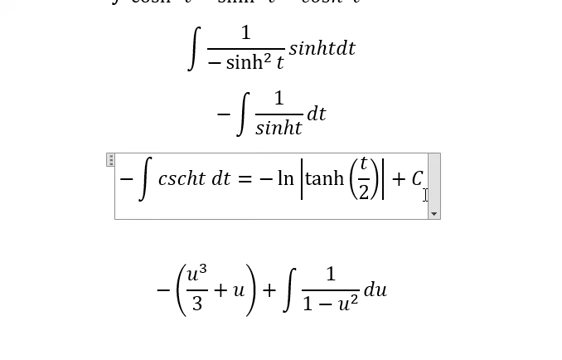 ∫ 1/(− sinh² t) sinhtdt
− ∫ 1/sinht dt
− ∫ cscht dt = − ln |tanh (t/2)| + C
− (u³/3 + u) + ∫ 1/(1 − u²) du